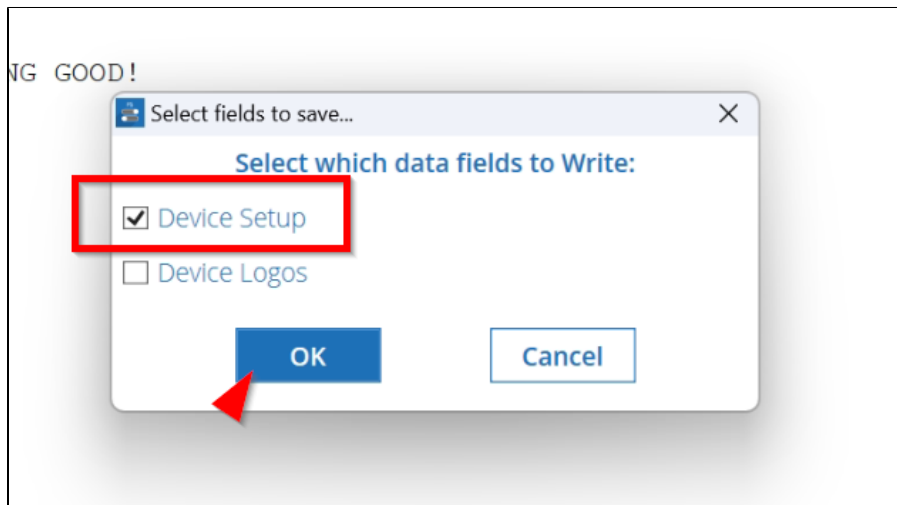 NG GOOD!
Select fields to save...
Select which data fields to Write:
Device Setup
Device Logos
OK Cancel